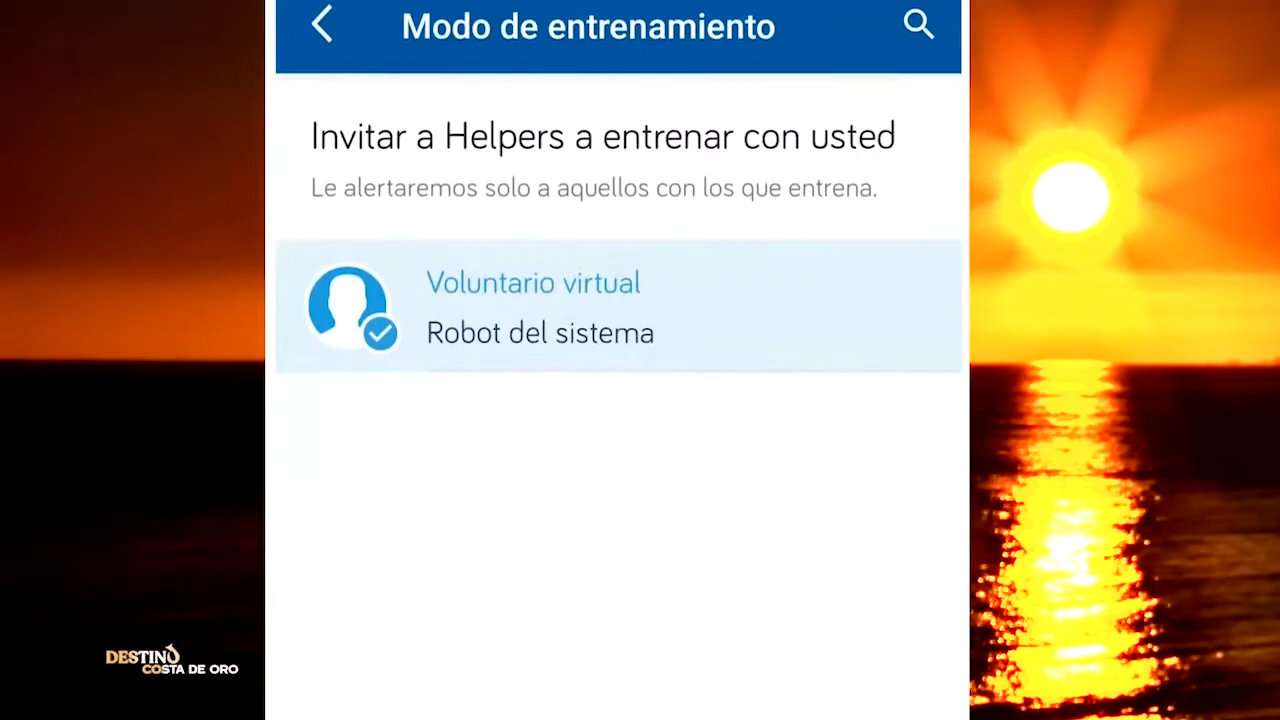 Modo de entrenamiento
Invitar a Helpers a entrenar con usted
Le alertaremos solo a aquellos con los que entrena.
Voluntario virtual
Robot del sistema
DESTINO
COSTA DE ORO